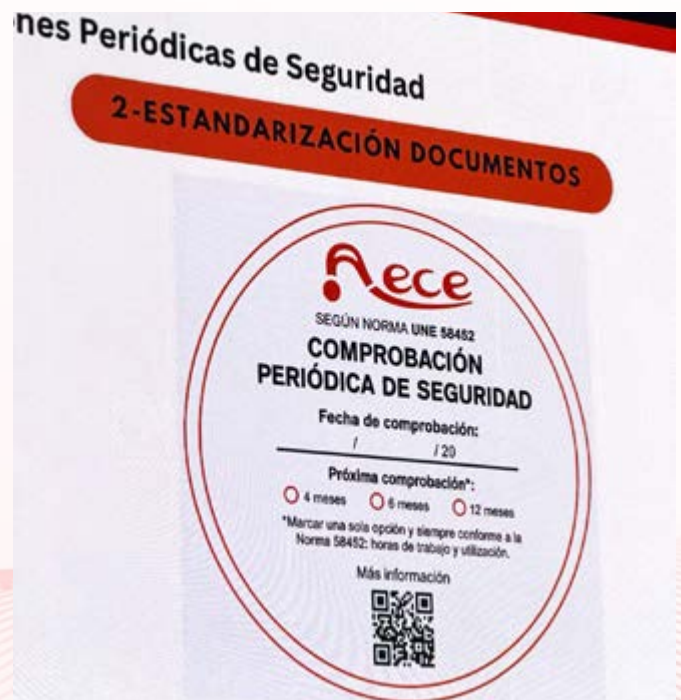 nes Periódicas de Seguridad
2-ESTANDARIZACIÓN DOCUMENTOS
Aece
SEGÚN NORMA UNE 58452
COMPROBACIÓN
PERIÓDICA DE SEGURIDAD
Fecha de comprobación:
/ / 20
Próxima comprobación*:
4 meses 6 meses 12 meses
*Marcar una sola opción y siempre conforme a la
Norma 58452: horas de trabajo y utilización.
Más información